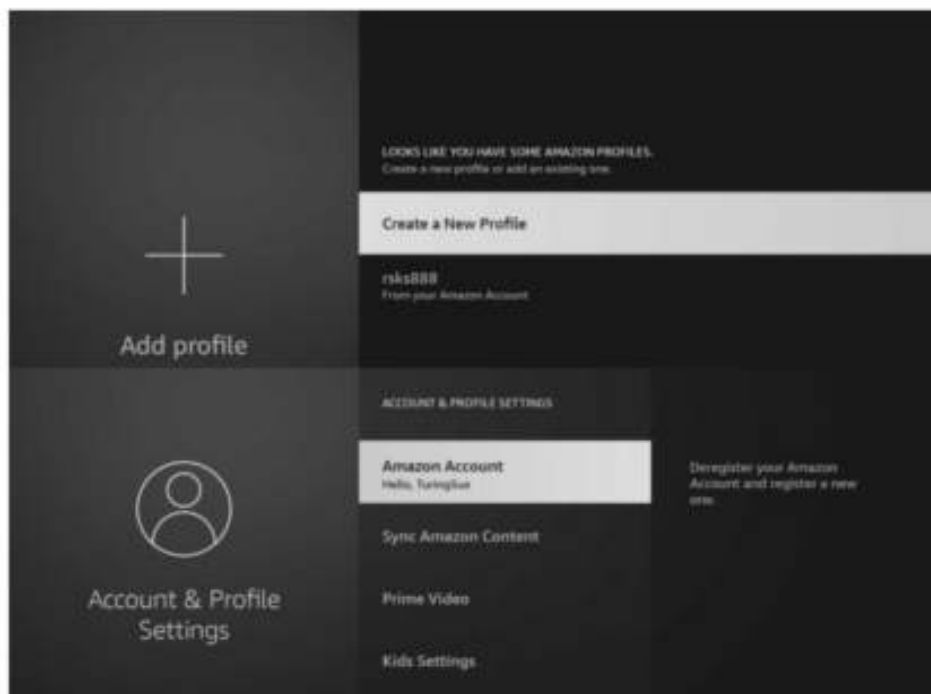 LOOKS LIKE YOU HAVE SOME AMAZON PROFILES.
Create a new profile or add an existing one.
Create a New Profile
rsks888
From your Amazon Account
Add profile
ACCOUNT & PROFILE SETTINGS
Amazon Account
Hello, Turingliue
Deregister your Amazon
Account and register a new
one.
Sync Amazon Content
Account & Profile
Settings
Prime Video
Kids Settings